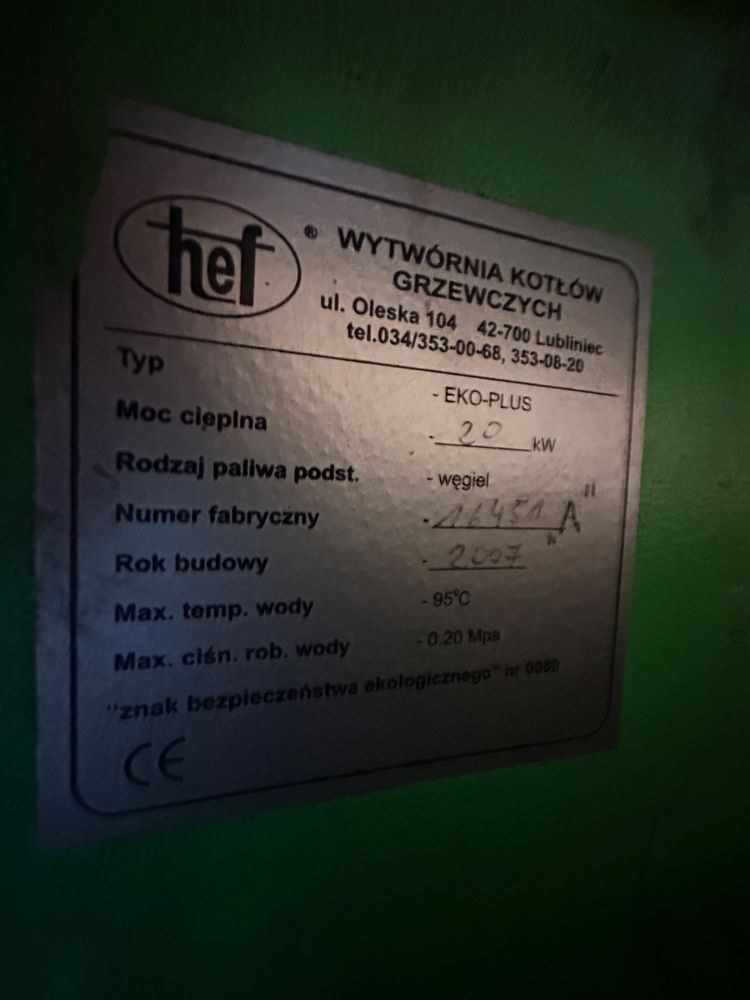 hef ® WYTWÓRNIA KOTŁÓW
GRZEWCZYCH
ul. Oleska 104 42-700 Lubliniec
tel.034/353-00-68, 353-08-20
Typ - EKO-PLUS
Moc cieplna - 20 kW
Rodzaj paliwa podst. - węgiel
Numer fabryczny - 16451 "A"
Rok budowy - 2007
Max. temp. wody - 95°C
Max. ciśn. rob. wody - 0.20 Mpa
"znak bezpieczeństwa ekologicznego" nr
CE